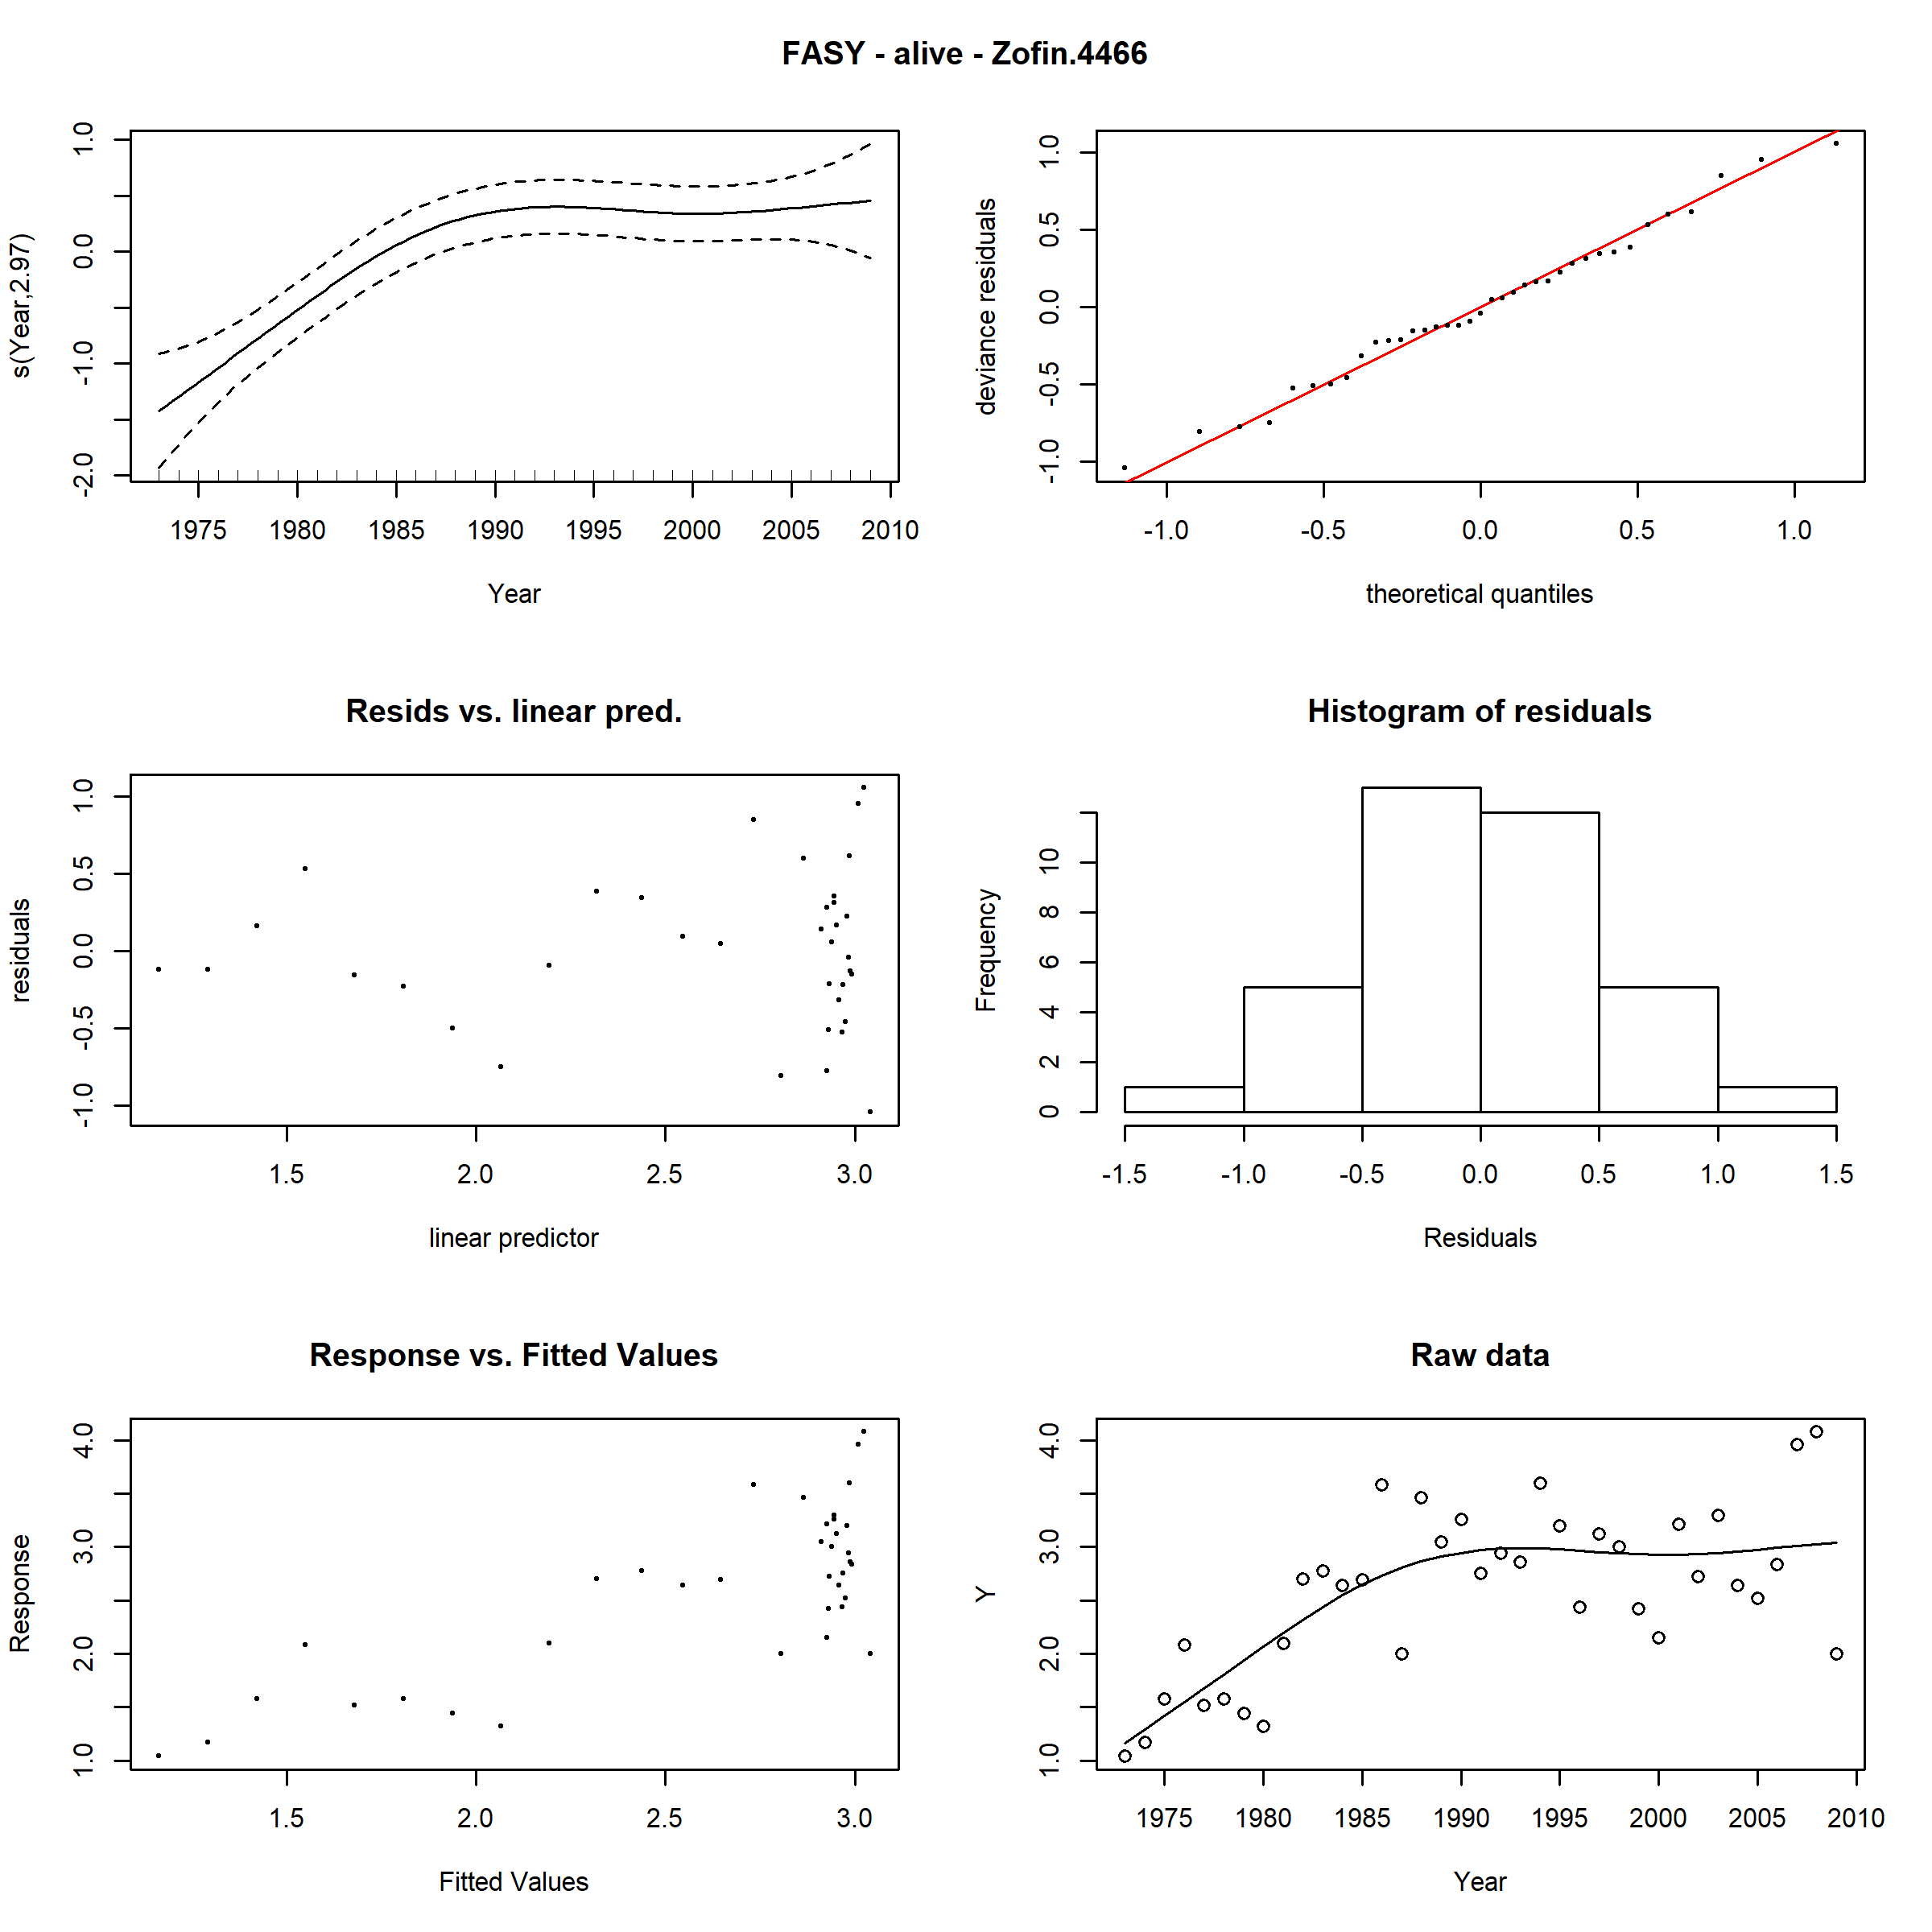 FASY - alive - Zofin.4466
s(Year,2.97)
1.0
0.0
-1.0
-2.0
1975 1980 1985 1990 1995 2000 2005 2010
Year
deviance residuals
1.0
0.5
0.0
-0.5
-1.0
-1.0 -0.5 0.0 0.5 1.0
theoretical quantiles
Resids vs. linear pred.
residuals
1.0
0.5
0.0
-0.5
-1.0
1.5 2.0 2.5 3.0
linear predictor
Histogram of residuals
Frequency
10
8
6
4
2
0
-1.5 -1.0 -0.5 0.0 0.5 1.0 1.5
Residuals
Response vs. Fitted Values
Response
4.0
3.0
2.0
1.0
1.5 2.0 2.5 3.0
Fitted Values
Raw data
Y
4.0
3.0
2.0
1.0
1975 1980 1985 1990 1995 2000 2005 2010
Year